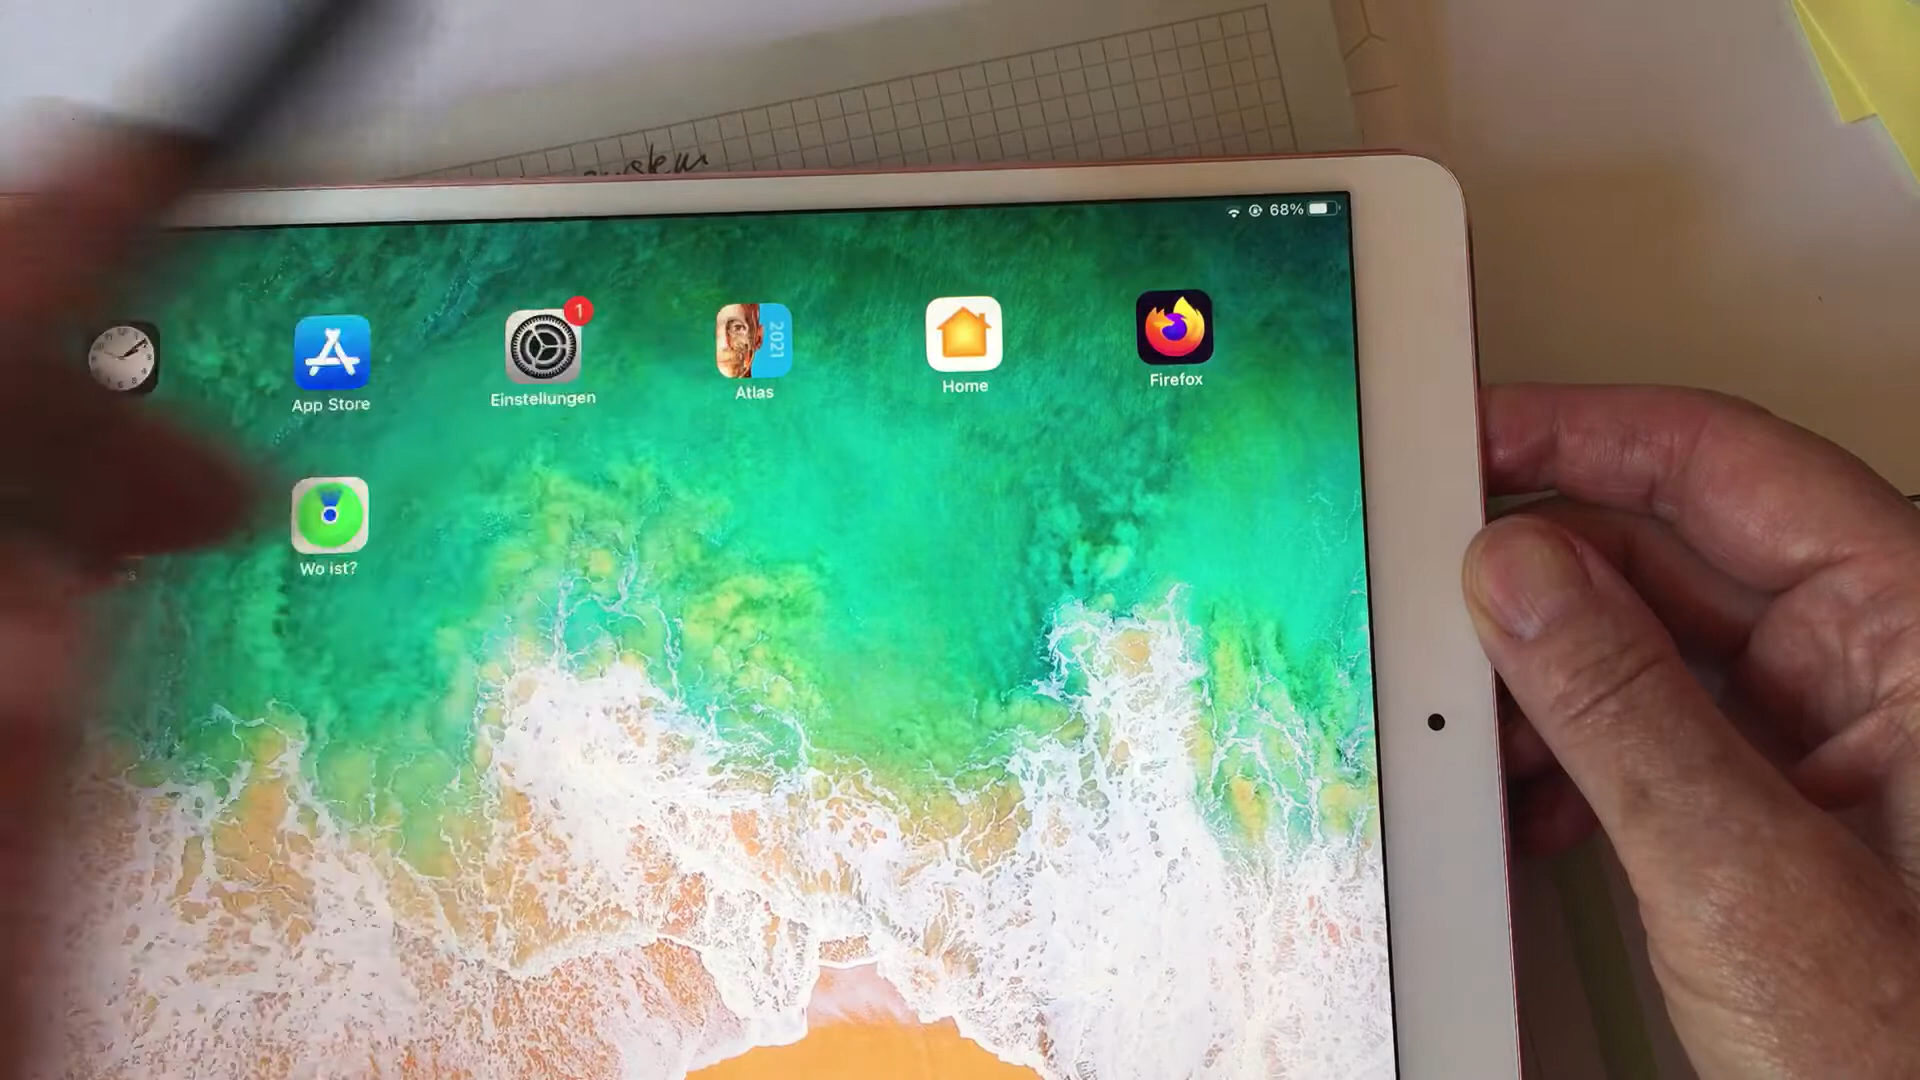 68%
1
2021
App Store
Einstellungen
Atlas
Home
Firefox
Wo ist?